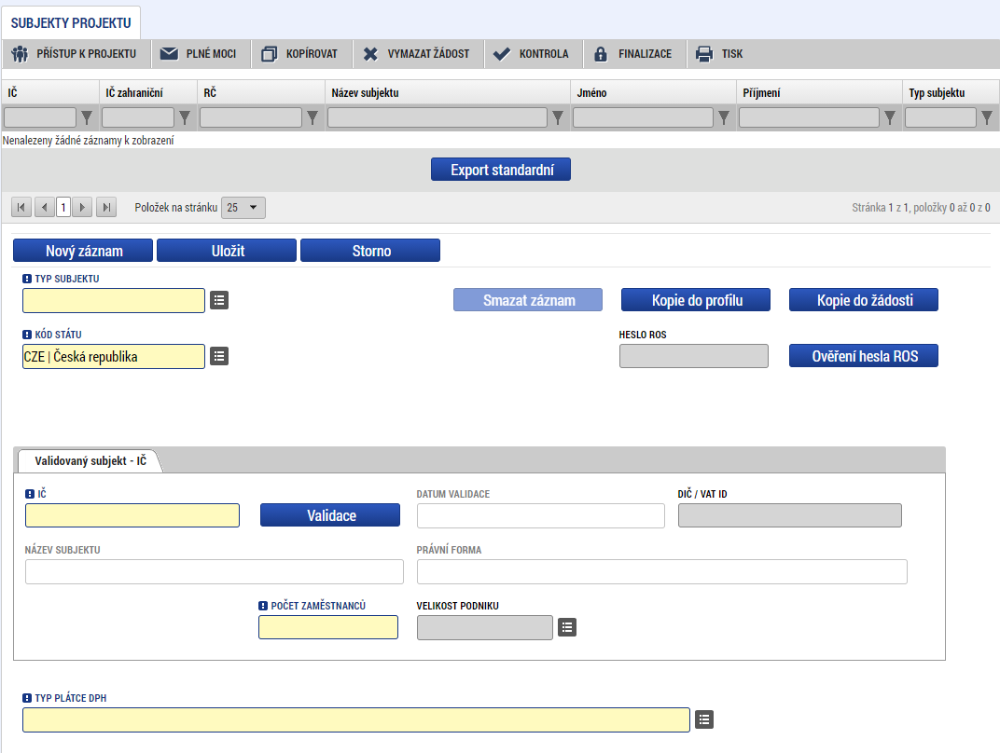 SUBJEKTY PROJEKTU
PŘÍSTUP K PROJEKTU PLNÉ MOCI KOPÍROVAT VYMAZAT ŽÁDOST KONTROLA FINALIZACE TISK
IČ IČ zahraniční RČ Název subjektu Jméno Příjmení Typ subjektu
Nenalezeny žádné záznamy k zobrazení
Export standardní
1 Položek na stránku 25 Stránka 1 z 1, položky 0 až 0 z 0
Nový záznam Uložit Storno
TYP SUBJEKTU
Smazat záznam Kopie do profilu Kopie do žádosti
KÓD STÁTU HESLO ROS
CZE | Česká republika Ověření hesla ROS
Validovaný subjekt - IČ
IČ DATUM VALIDACE DIČ / VAT ID
Validace
NÁZEV SUBJEKTU PRÁVNÍ FORMA
POČET ZAMĚSTNANCŮ VELIKOST PODNIKU
TYP PLÁTCE DPH